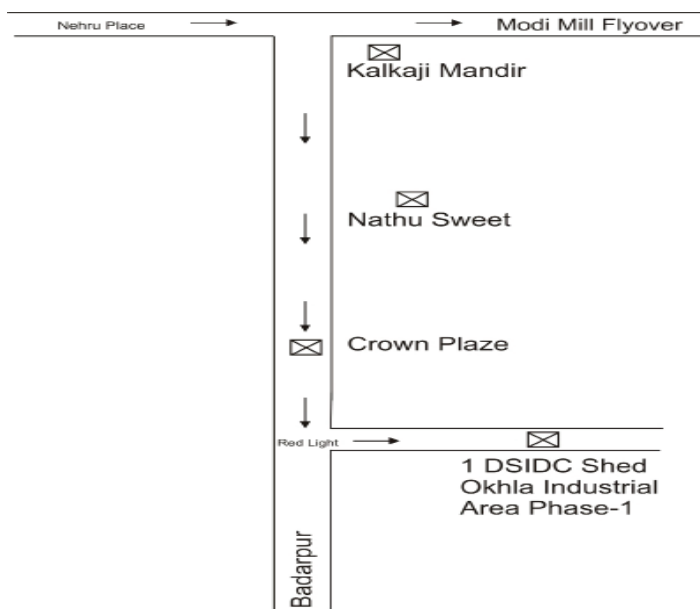 Nehru Place
Modi Mill Flyover
Kalkaji Mandir
Nathu Sweet
Crown Plaze
Red Light
1 DSIDC Shed
Okhla Industrial
Area Phase-1
Badarpur